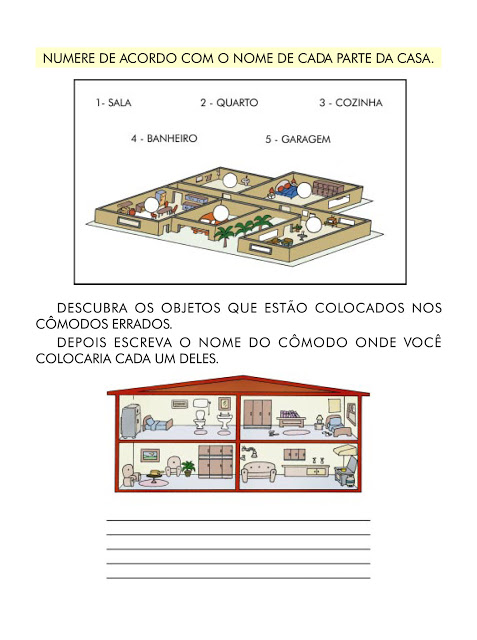 NUMERE DE ACORDO COM O NOME DE CADA PARTE DA CASA.
1- SALA 2 - QUARTO 3 - COZINHA
4 - BANHEIRO 5 - GARAGEM
DESCUBRA OS OBJETOS QUE ESTÃO COLOCADOS NOS
CÔMODOS ERRADOS.
DEPOIS ESCREVA O NOME DO CÔMODO ONDE VOCÊ
COLOCARIA CADA UM DELES.